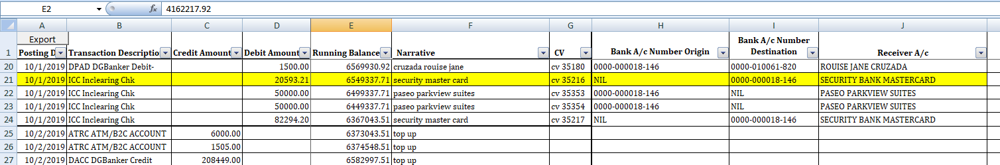 E2 fx 4162217.92
A B C D E F G H I J
Export
1 Posting D Transaction Descriptio Credit Amount Debit Amount Running Balance Narrative CV Bank A/c Number Origin Bank A/c Number Destination Receiver A/c
20 10/1/2019 DPAD DGBanker Debit- 1500.00 6569930.92 cruzada rouise jane cv 35180 0000-000018-146 0000-010061-820 ROUISE JANE CRUZADA
21 10/1/2019 ICC Inclearing Chk 20593.21 6549337.71 security master card cv 35216 NIL 0000-000018-146 SECURITY BANK MASTERCARD
22 10/1/2019 ICC Inclearing Chk 50000.00 6499337.71 paseo parkview suites cv 35353 0000-000018-146 NIL PASEO PARKVIEW SUITES
23 10/1/2019 ICC Inclearing Chk 50000.00 6449337.71 paseo parkview suites cv 35354 0000-000018-146 NIL PASEO PARKVIEW SUITES
24 10/1/2019 ICC Inclearing Chk 82294.20 6367043.51 security master card cv 35217 NIL 0000-000018-146 SECURITY BANK MASTERCARD
25 10/2/2019 ATRC ATM/B2C ACCOUNT 6000.00 6373043.51 top up
26 10/2/2019 ATRC ATM/B2C ACCOUNT 1505.00 6374548.51 top up
27 10/2/2019 DACC DGBanker Credit 208449.00 6582997.51 top up